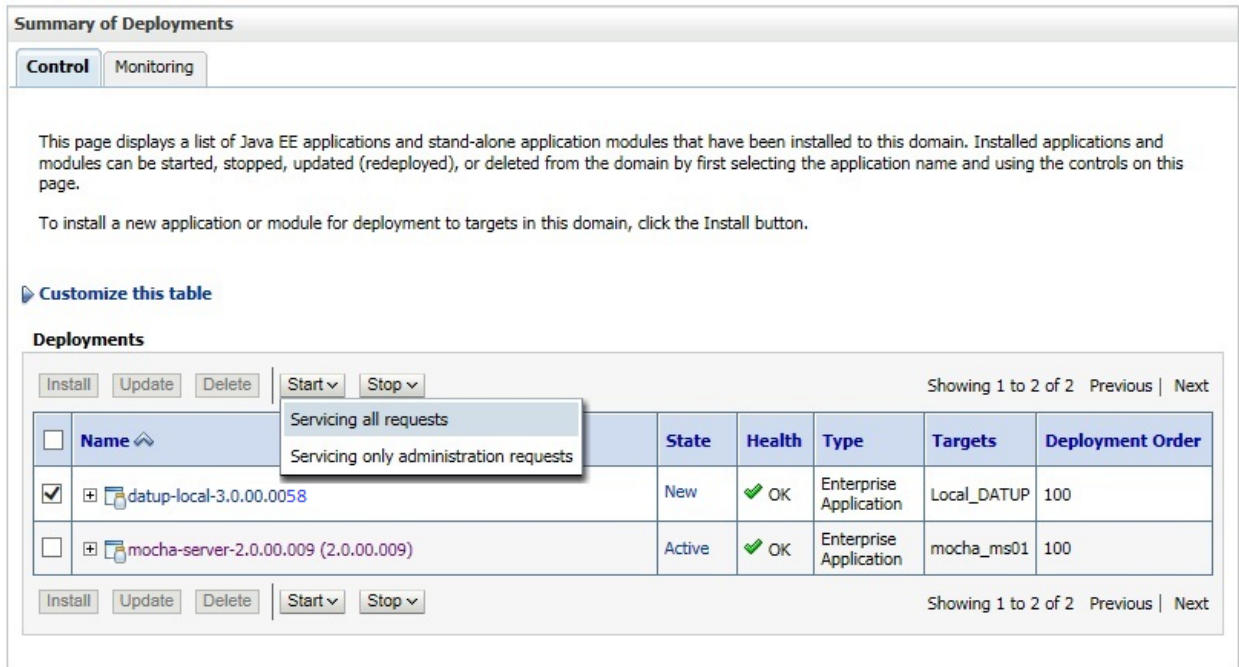 Summary of Deployments
Control Monitoring
This page displays a list of Java EE applications and stand-alone application modules that have been installed to this domain. Installed applications and
modules can be started, stopped, updated (redeployed), or deleted from the domain by first selecting the application name and using the controls on this
page.
To install a new application or module for deployment to targets in this domain, click the Install button.
Customize this table
Deployments
Install Update Delete Start Stop Showing 1 to 2 of 2 Previous | Next
Servicing all requests
Servicing only administration requests
Name State Health Type Targets Deployment Order
datup-local-3.0.00.0058 New OK Enterprise Application Local_DATUP 100
mocha-server-2.0.00.009 (2.0.00.009) Active OK Enterprise Application mocha_ms01 100
Install Update Delete Start Stop Showing 1 to 2 of 2 Previous | Next